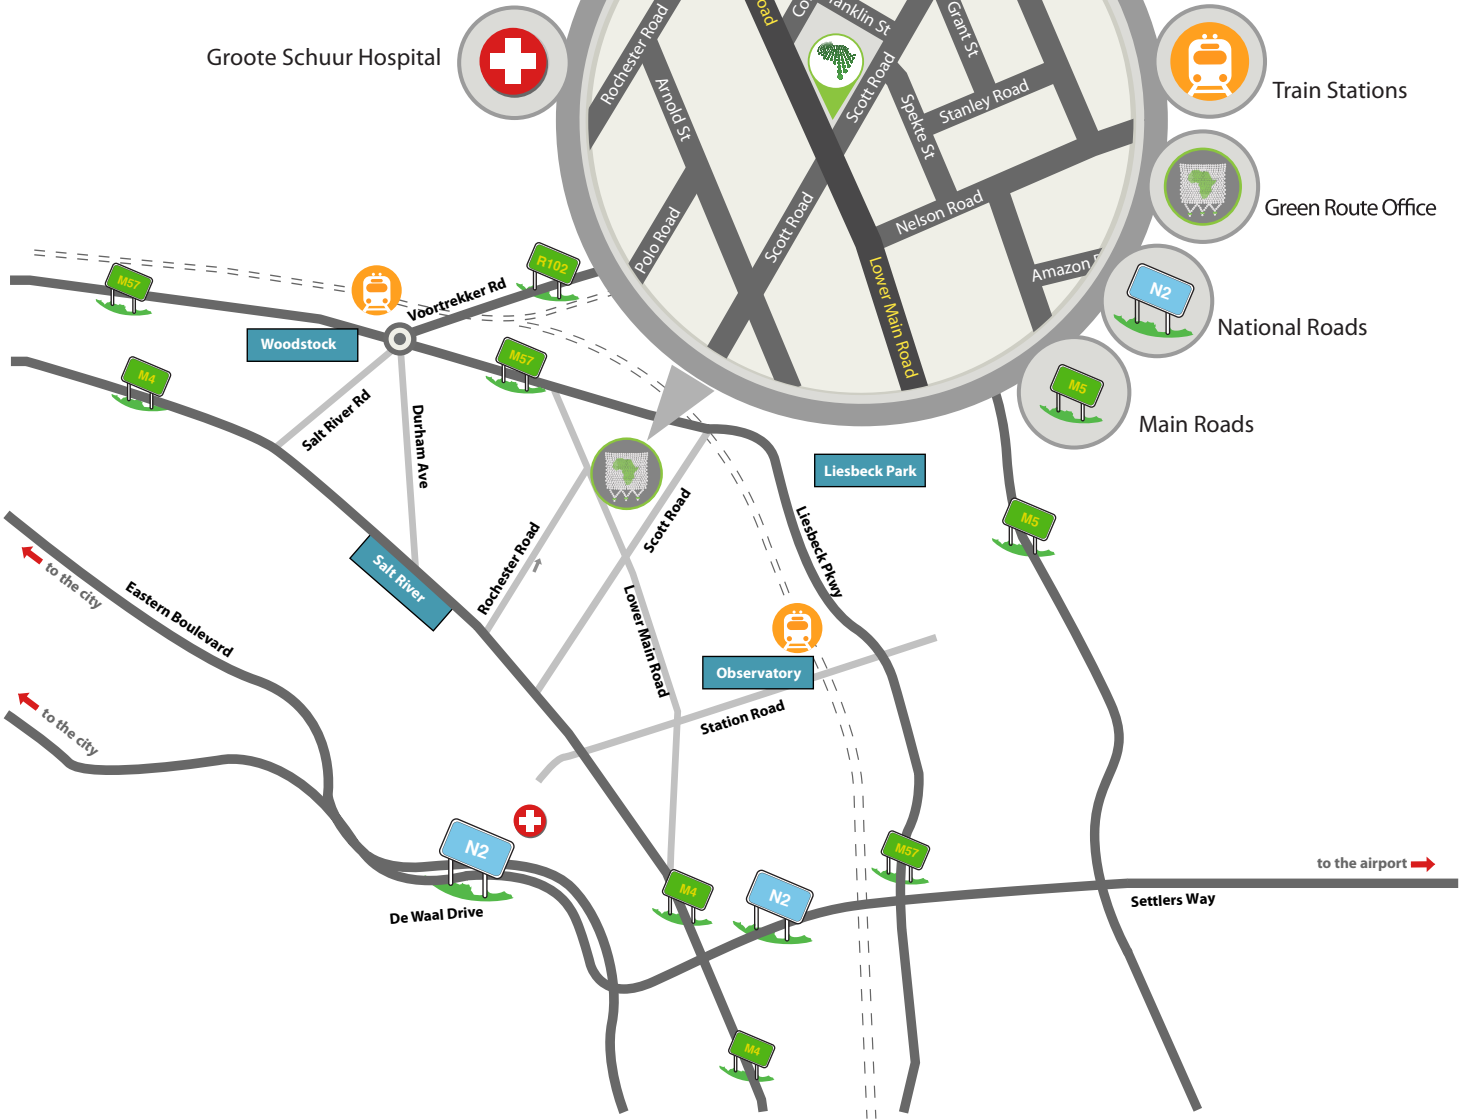 Groote Schuur Hospital
Train Stations
Green Route Office
N2
National Roads
M5
Main Roads
Rochester Road
Arnold St
Polo Road
Scott Road
Scott Road
Spekte St
Stanley Road
Grant St
Nelson Road
Amazon
Lower Main Road
M57
R102
Voortrekker Rd
Woodstock
M57
M4
Salt River Rd
Durham Ave
Liesbeck Park
M5
Scott Road
Rochester Road
Liesbeck Pkwy
Salt River
to the city
Eastern Boulevard
Lower Main Road
Observatory
Station Road
to the city
N2
De Waal Drive
M4
N2
M57
to the airport
Settlers Way
M4